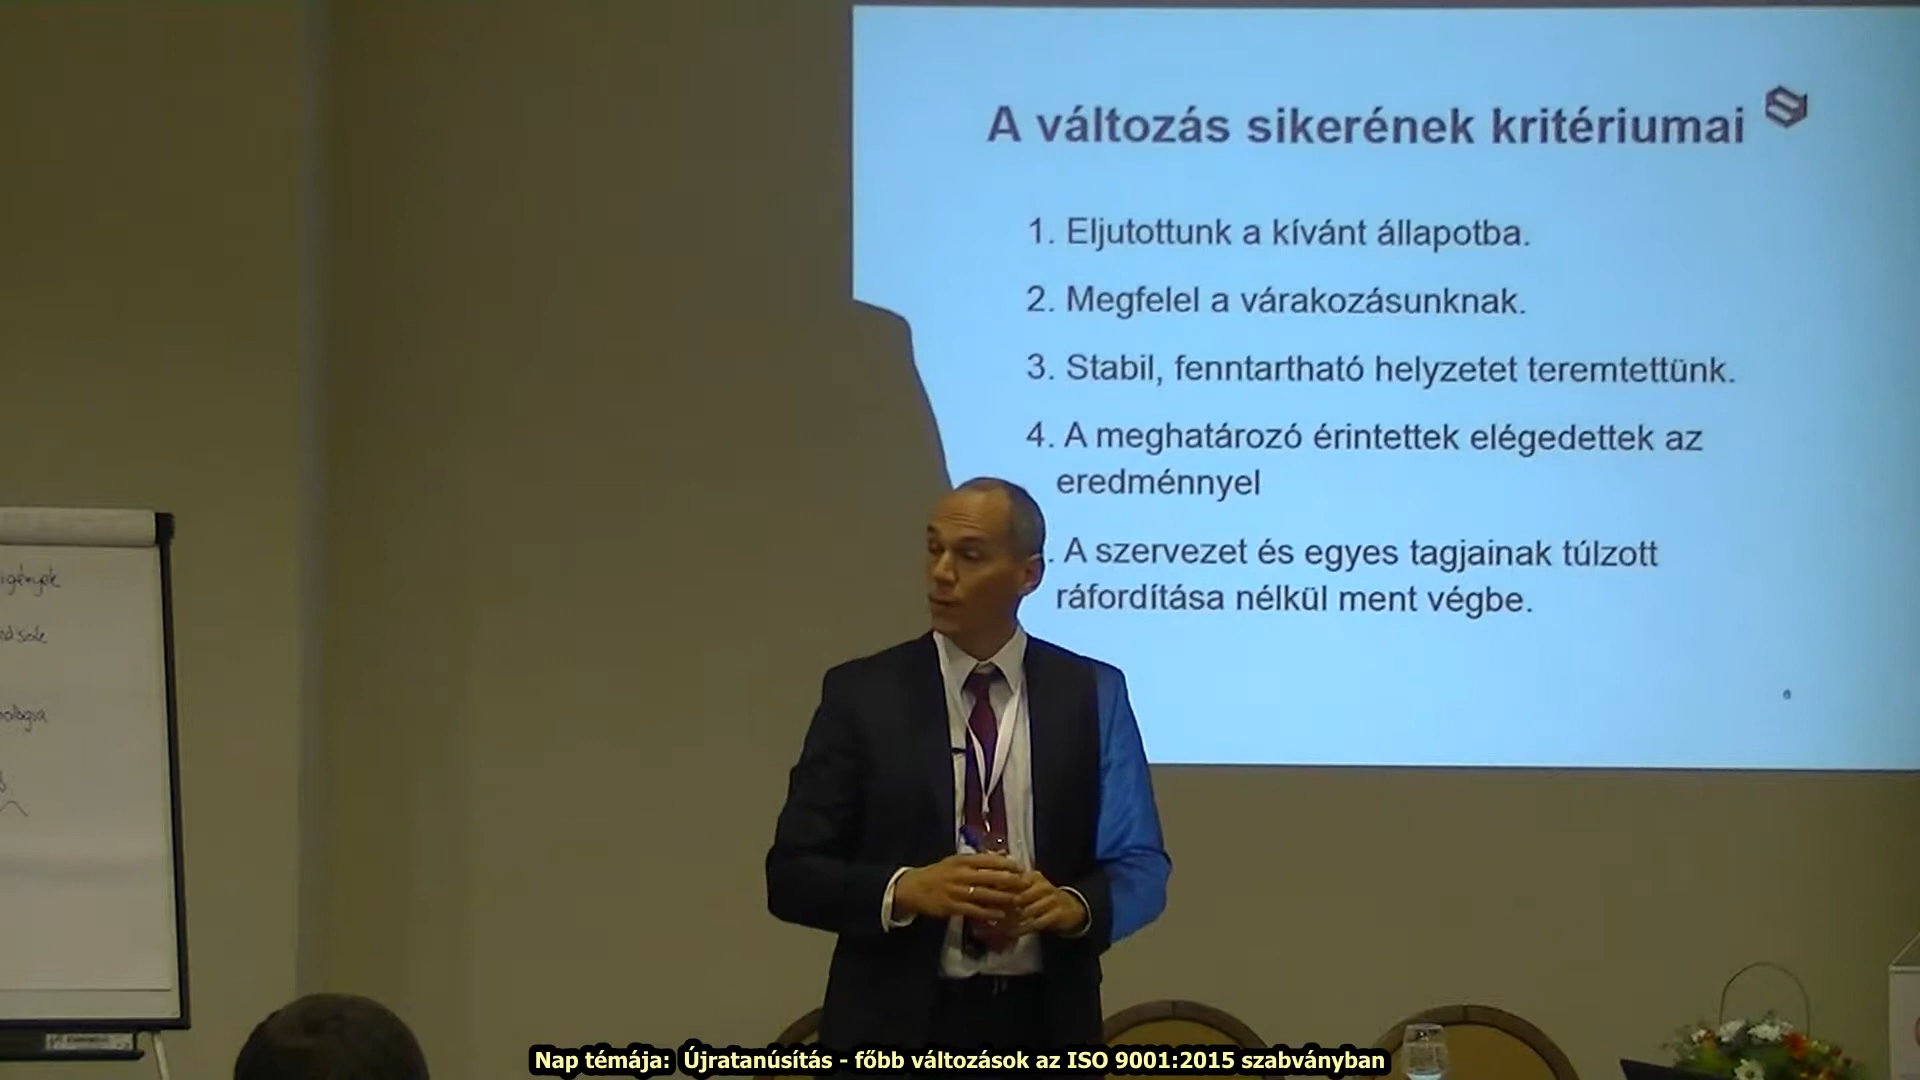 A változás sikerének kritériumai
1. Eljutottunk a kívánt állapotba.
2. Megfelel a várakozásunknak.
3. Stabil, fenntartható helyzetet teremtettünk.
4. A meghatározó érintettek elégedettek az
eredménnyel
. A szervezet és egyes tagjainak túlzott
ráfordítása nélkül ment végbe.
igények
Nap témája: Újratanúsítás - főbb változások az ISO 9001:2015 szabványban